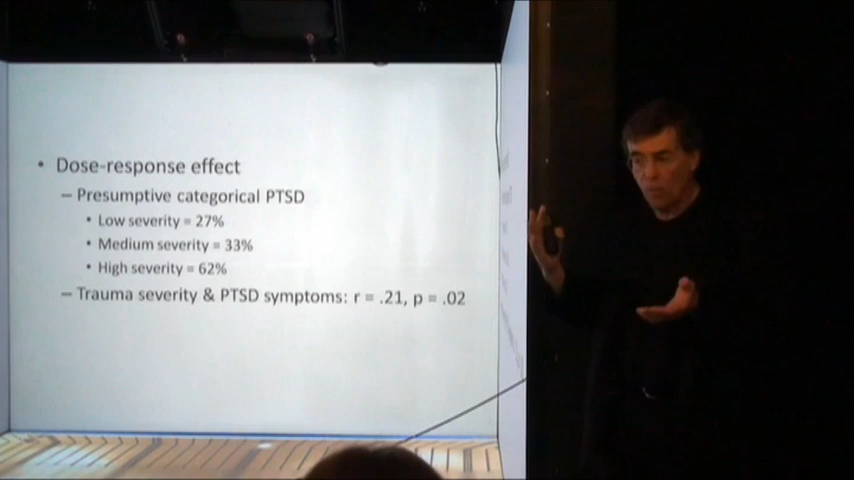 • Dose-response effect
– Presumptive categorical PTSD
• Low severity = 27%
• Medium severity = 33%
• High severity = 62%
– Trauma severity & PTSD symptoms: r = .21, p = .02